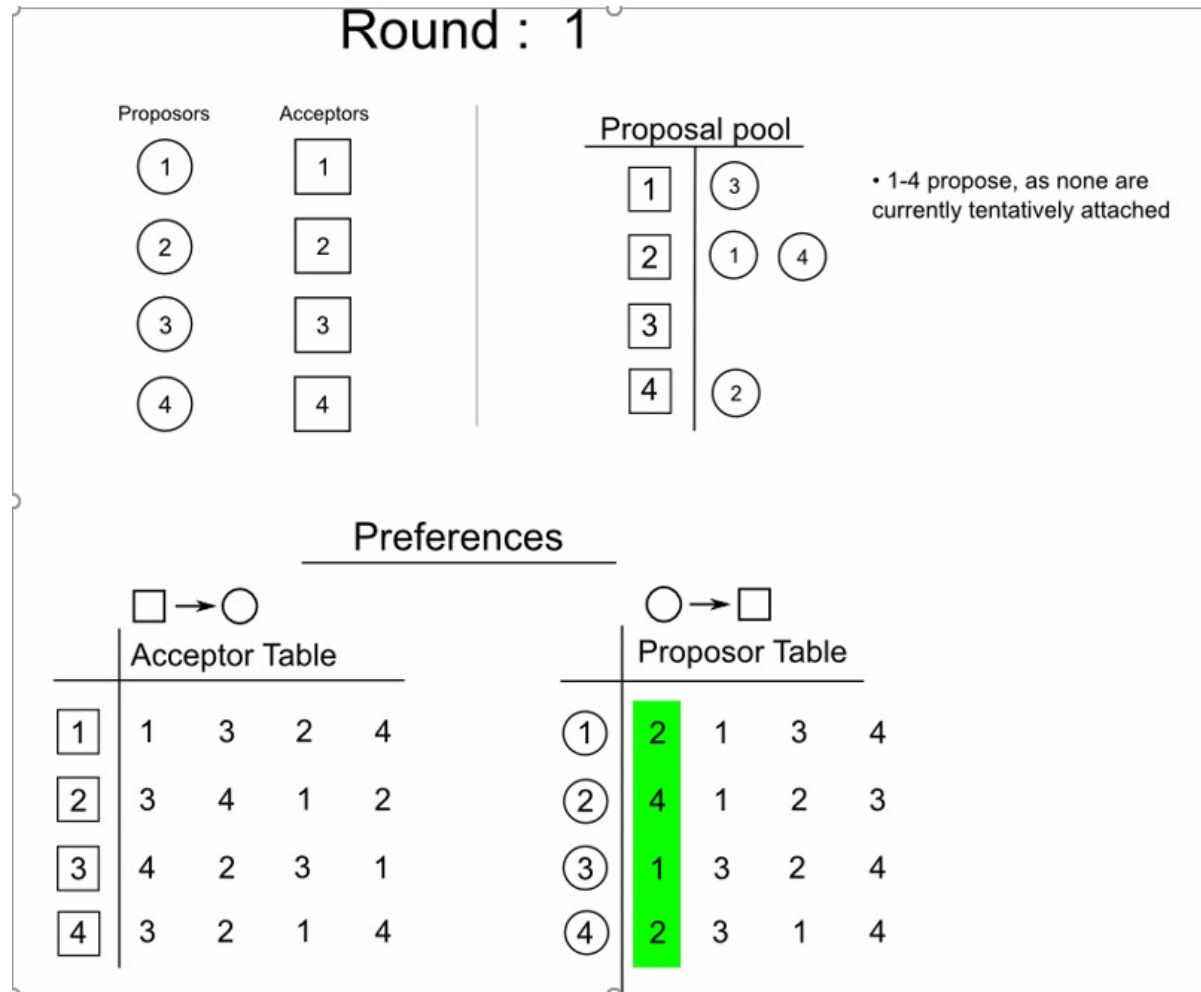 Round : 1
Proposors Acceptors
1 1
2 2
3 3
4 4
Proposal pool
1 3
2 1 4
3
4 2
• 1-4 propose, as none are
currently tentatively attached
Preferences
Acceptor Table
1 1 3 2 4
2 3 4 1 2
3 4 2 3 1
4 3 2 1 4
Proposor Table
1 2 1 3 4
2 4 1 2 3
3 1 3 2 4
4 2 3 1 4